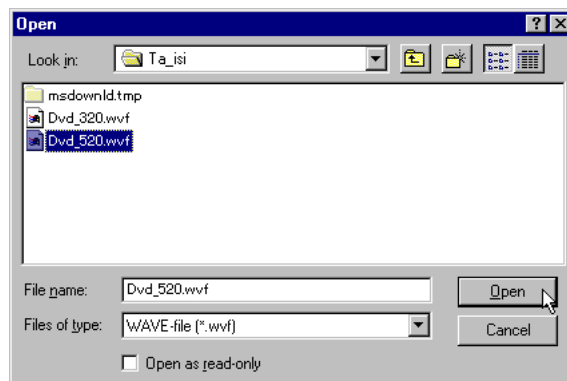 Open
Look in: Ta_isi
msdownld.tmp
Dvd_320.wvf
Dvd_520.wvf
File name: Dvd_520.wvf Open
Files of type: WAVE-file (*.wvf) Cancel
Open as read-only